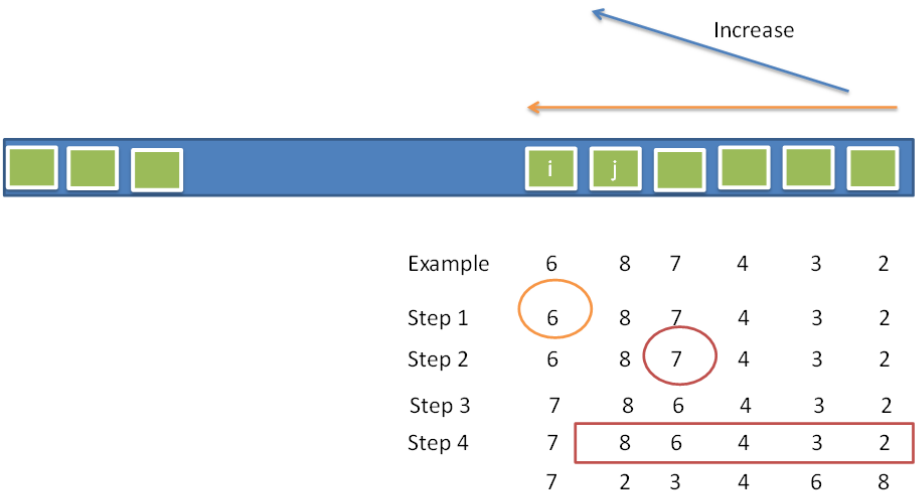 Increase
i j
Example 6 8 7 4 3 2
Step 1 6 8 7 4 3 2
Step 2 6 8 7 4 3 2
Step 3 7 8 6 4 3 2
Step 4 7 8 6 4 3 2
7 2 3 4 6 8